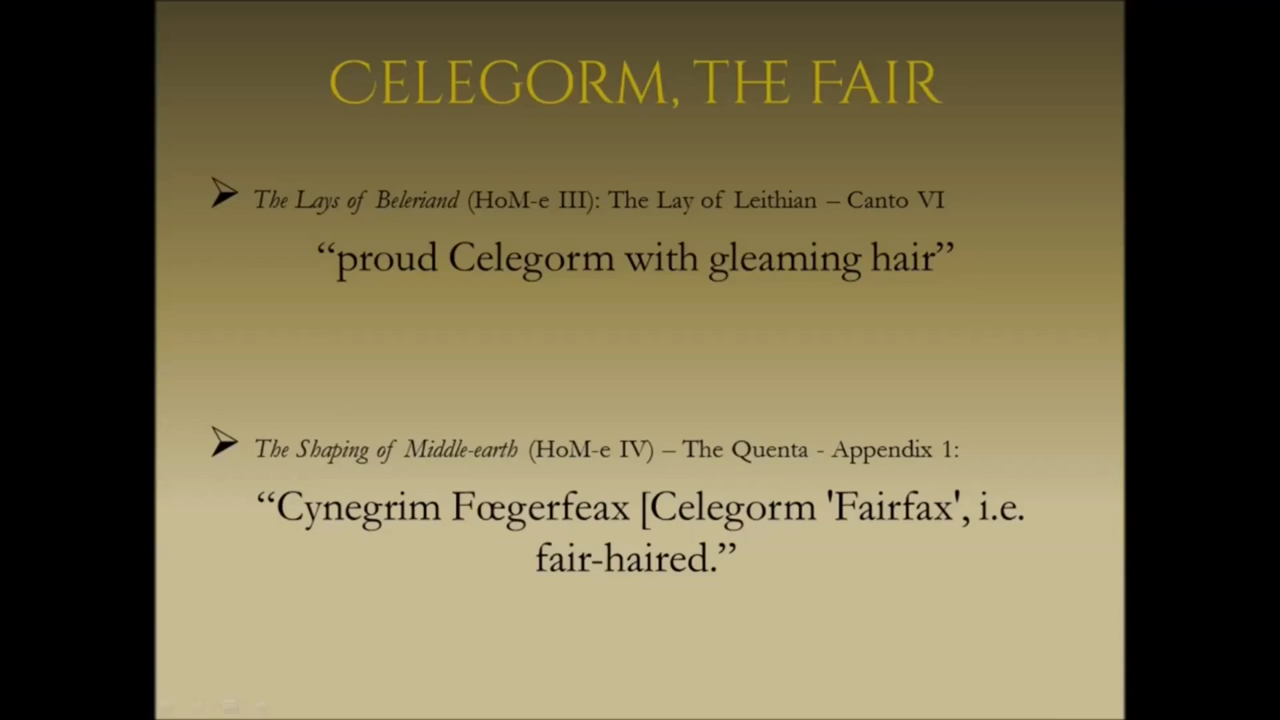 CELEGORM, THE FAIR
➢ The Lays of Beleriand (HoM-e III): The Lay of Leithian – Canto VI
“proud Celegorm with gleaming hair”
➢ The Shaping of Middle-earth (HoM-e IV) – The Quenta - Appendix 1:
“Cynegrim Fœgerfeax [Celegorm 'Fairfax', i.e.
fair-haired.”